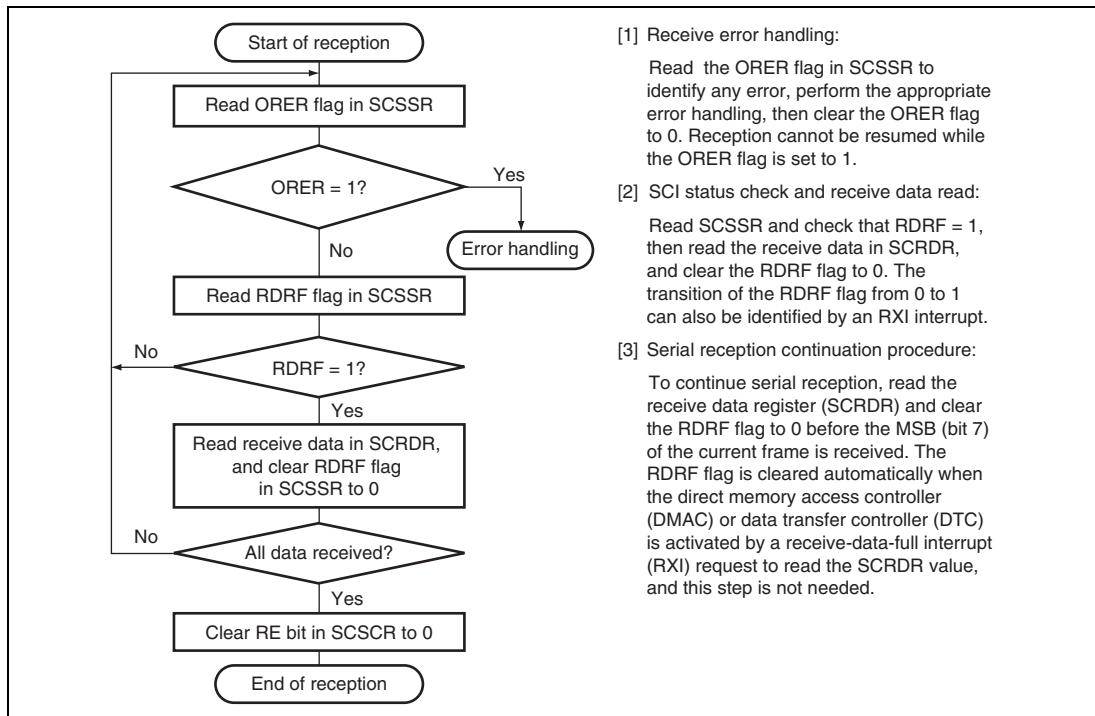 Start of reception
Read ORER flag in SCSSR
ORER = 1?
Yes
Error handling
No
Read RDRF flag in SCSSR
No
RDRF = 1?
Yes
Read receive data in SCRDR,
and clear RDRF flag
in SCSSR to 0
No
All data received?
Yes
Clear RE bit in SCSCR to 0
End of reception
[1] Receive error handling:
Read the ORER flag in SCSSR to
identify any error, perform the appropriate
error handling, then clear the ORER flag
to 0. Reception cannot be resumed while
the ORER flag is set to 1.
[2] SCI status check and receive data read:
Read SCSSR and check that RDRF = 1,
then read the receive data in SCRDR,
and clear the RDRF flag to 0. The
transition of the RDRF flag from 0 to 1
can also be identified by an RXI interrupt.
[3] Serial reception continuation procedure:
To continue serial reception, read the
receive data register (SCRDR) and clear
the RDRF flag to 0 before the MSB (bit 7)
of the current frame is received. The
RDRF flag is cleared automatically when
the direct memory access controller
(DMAC) or data transfer controller (DTC)
is activated by a receive-data-full interrupt
(RXI) request to read the SCRDR value,
and this step is not needed.